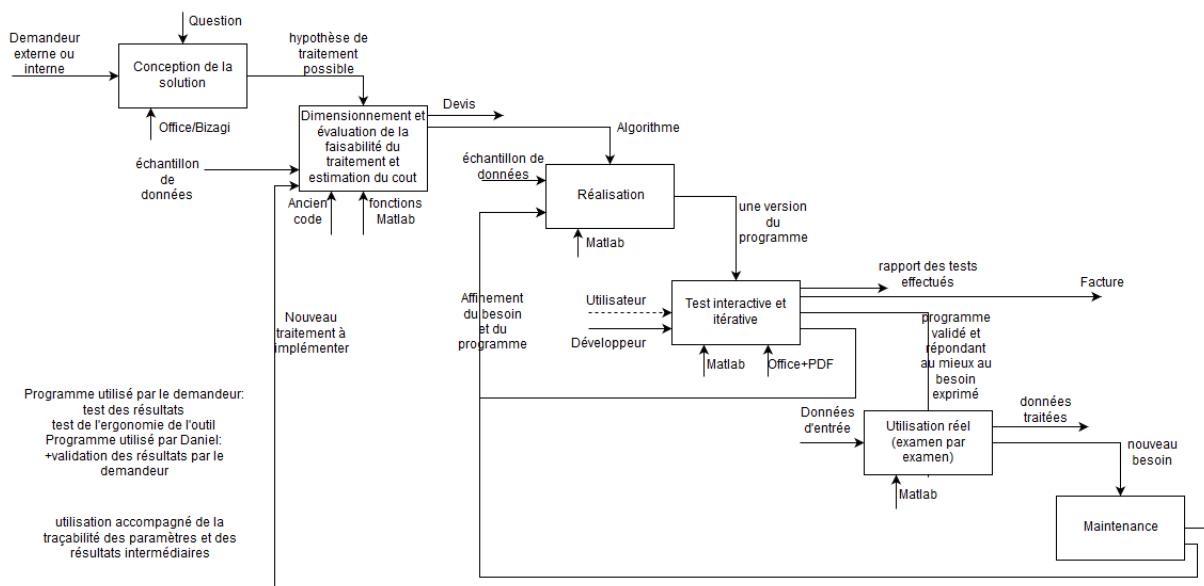 Question
Demandeur
externe ou
interne
Conception de la
solution
hypothèse de
traitement
possible
Office/Bizagi
Dimensionnement et
évaluation de la
faisabilité du
traitement et
estimation du cout
Devis
Algorithme
échantillon
de
données
Ancien
code
fonctions
Matlab
échantillon de
données
Réalisation
Matlab
une version
du
programme
Nouveau
traitement à
implémenter
Affinement
du besoin
et du
programme
Utilisateur
Développeur
Test interactive et
itérative
Matlab
Office+PDF
rapport des tests
effectués
Facture
programme
validé et
répondant
au mieux au
besoin
exprimé
Données
d'entrée
Utilisation réel
(examen par
examen)
Matlab
données
traitées
nouveau
besoin
Maintenance
Programme utilisé par le demandeur:
test des résultats
test de l'ergonomie de l'outil
Programme utilisé par Daniel:
+validation des résultats par le
demandeur
utilisation accompagné de la
traçabilité des paramètres et des
résultats intermédiaires